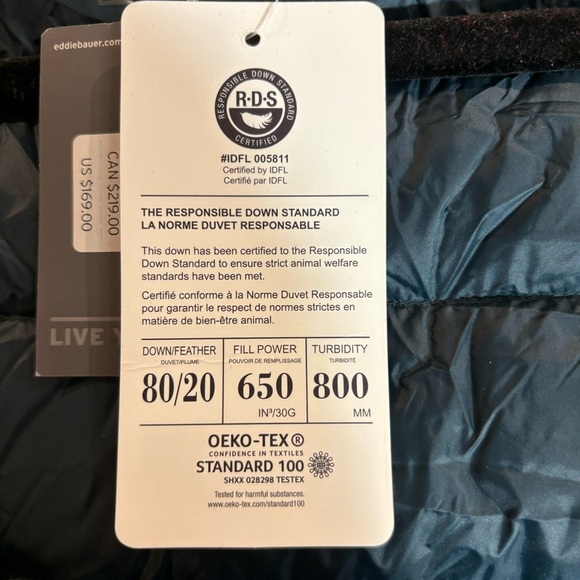 eddiebauer.com
CAN $219.00
US $169.00
LIVE
RESPONSIBLE DOWN STANDARD
R·D·S
CERTIFIED
#IDFL 005811
Certified by IDFL
Certifié par IDFL
THE RESPONSIBLE DOWN STANDARD
LA NORME DUVET RESPONSABLE
This down has been certified to the Responsible
Down Standard to ensure strict animal welfare
standards have been met.
Certifié conforme à la Norme Duvet Responsable
pour garantir le respect de normes strictes en
matière de bien-être animal.
DOWN/FEATHER
DUVET/PLUME
80/20
FILL POWER
POUVOIR DE REMPLISSAGE
650
IN³/30G
TURBIDITY
TURBIDITÉ
800
MM
OEKO-TEX®
CONFIDENCE IN TEXTILES
STANDARD 100
SHXX 028298 TESTEX
Tested for harmful substances.
www.oeko-tex.com/standard100